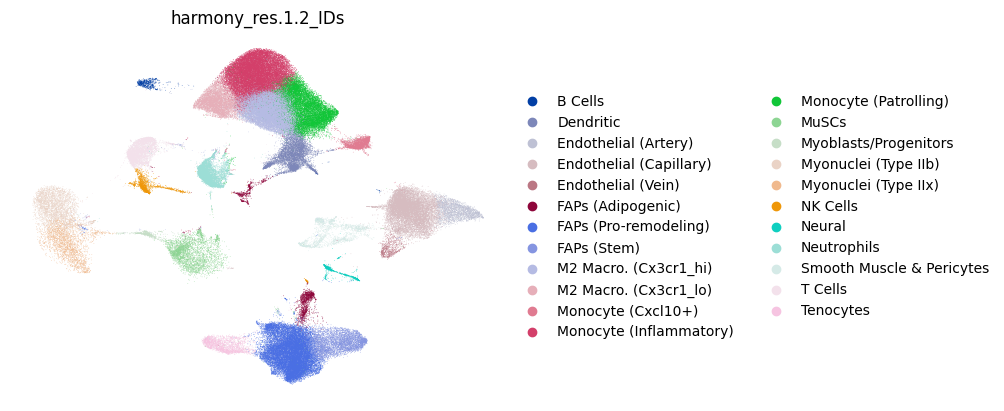 harmony_res.1.2_IDs
B Cells
Dendritic
Endothelial (Artery)
Endothelial (Capillary)
Endothelial (Vein)
FAPs (Adipogenic)
FAPs (Pro-remodeling)
FAPs (Stem)
M2 Macro. (Cx3cr1_hi)
M2 Macro. (Cx3cr1_lo)
Monocyte (Cxcl10+)
Monocyte (Inflammatory)
Monocyte (Patrolling)
MuSCs
Myoblasts/Progenitors
Myonuclei (Type IIb)
Myonuclei (Type IIx)
NK Cells
Neural
Neutrophils
Smooth Muscle & Pericytes
T Cells
Tenocytes